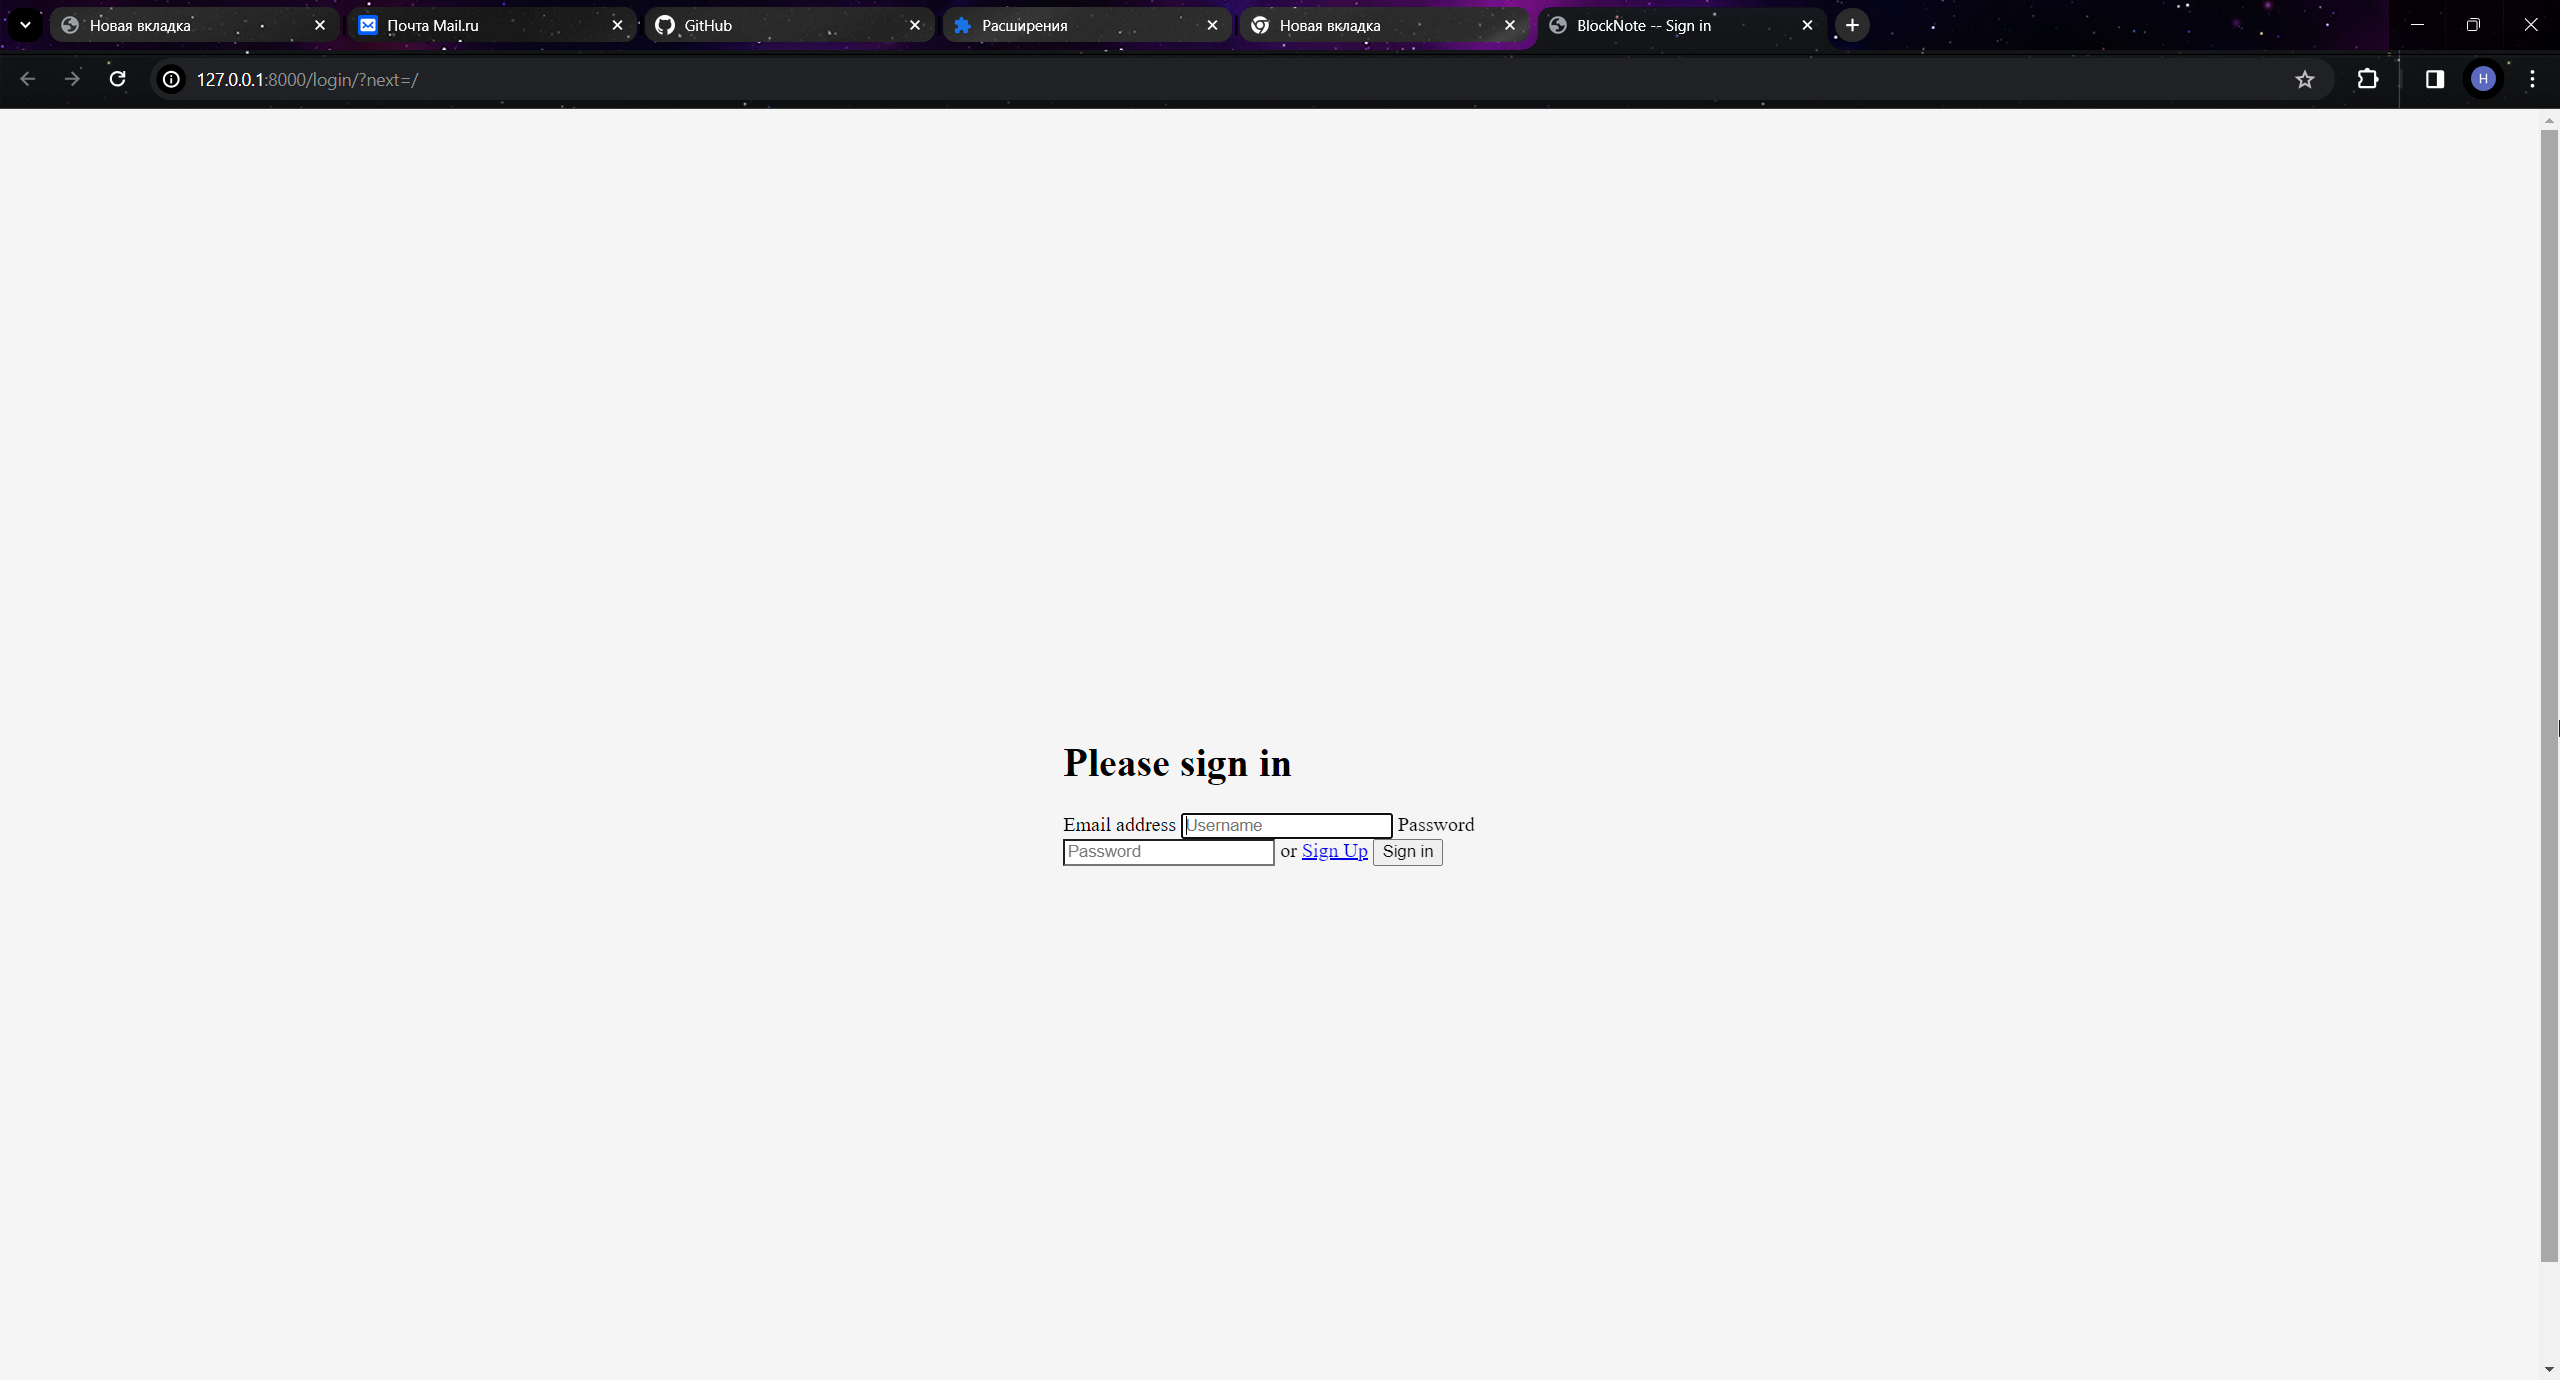 Новая вкладка
Почта Mail.ru
GitHub
Расширения
Новая вкладка
BlockNote -- Sign in
127.0.0.1:8000/login/?next=/
H
Please sign in
Email address Username Password
Password or Sign Up Sign in